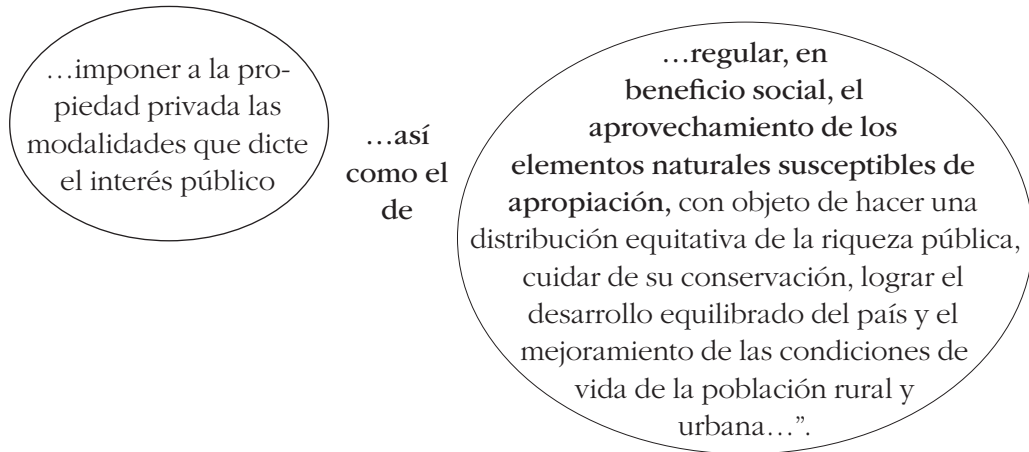 …imponer a la pro-
piedad privada las
modalidades que dicte
el interés público
…así
como el
de
…regular, en
beneficio social, el
aprovechamiento de los
elementos naturales susceptibles de
apropiación, con objeto de hacer una
distribución equitativa de la riqueza pública,
cuidar de su conservación, lograr el
desarrollo equilibrado del país y el
mejoramiento de las condiciones de
vida de la población rural y
urbana…”.